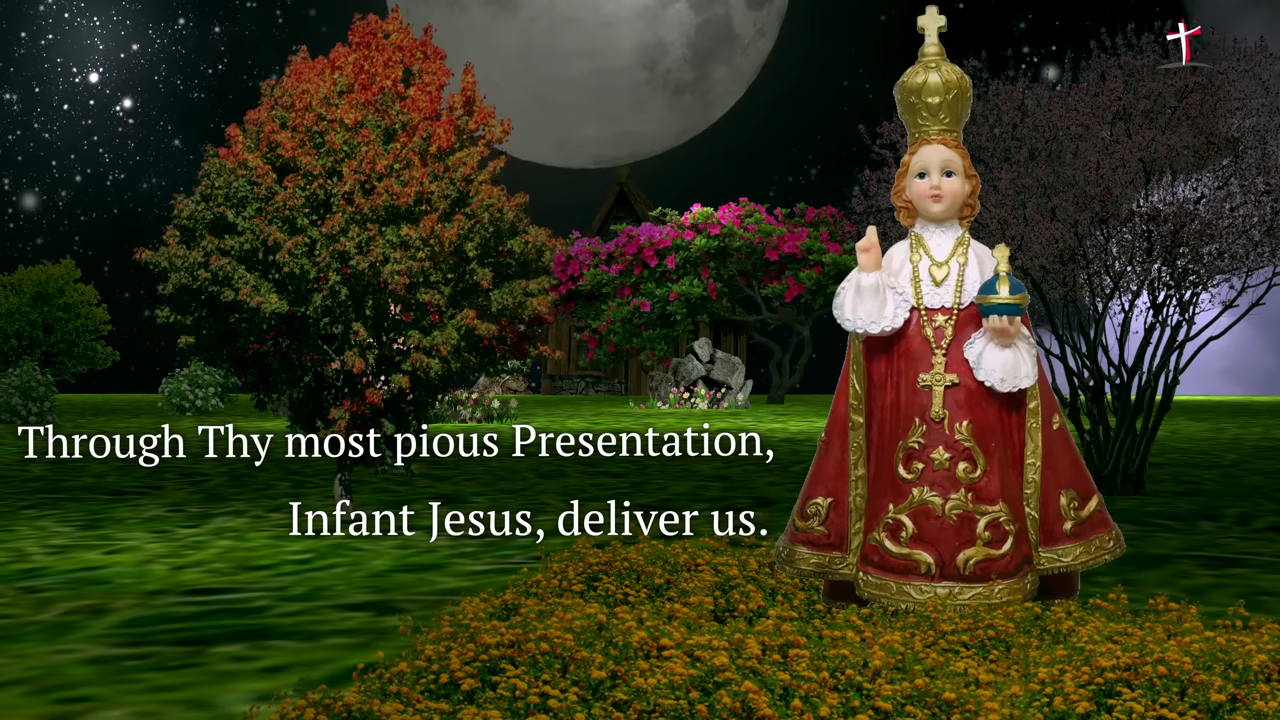 Through Thy most pious Presentation,
Infant Jesus, deliver us.